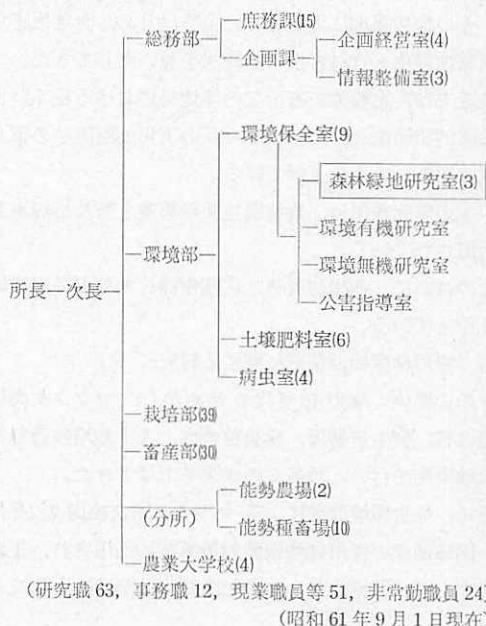 庶務課(15)
総務部
企画課
企画経営室(4)
情報整備室(3)
環境保全室(9)
森林緑地研究室(3)
環境有機研究室
環境部
環境無機研究室
所長―次長
公害指導室
土壌肥料室(6)
病虫室(4)
栽培部(39)
畜産部(30)
能勢農場(2)
(分所)
能勢種畜場(10)
農業大学校(4)
(研究職 63, 事務職 12, 現業職員等 51, 非常勤職員 24)
(昭和 61 年 9 月 1 日現在)